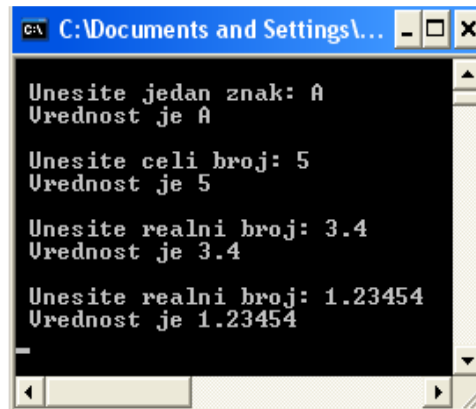 C:\Documents and Settings\...
Unesite jedan znak: A
Vrednost je A
Unesite celi broj: 5
Vrednost je 5
Unesite realni broj: 3.4
Vrednost je 3.4
Unesite realni broj: 1.23454
Vrednost je 1.23454